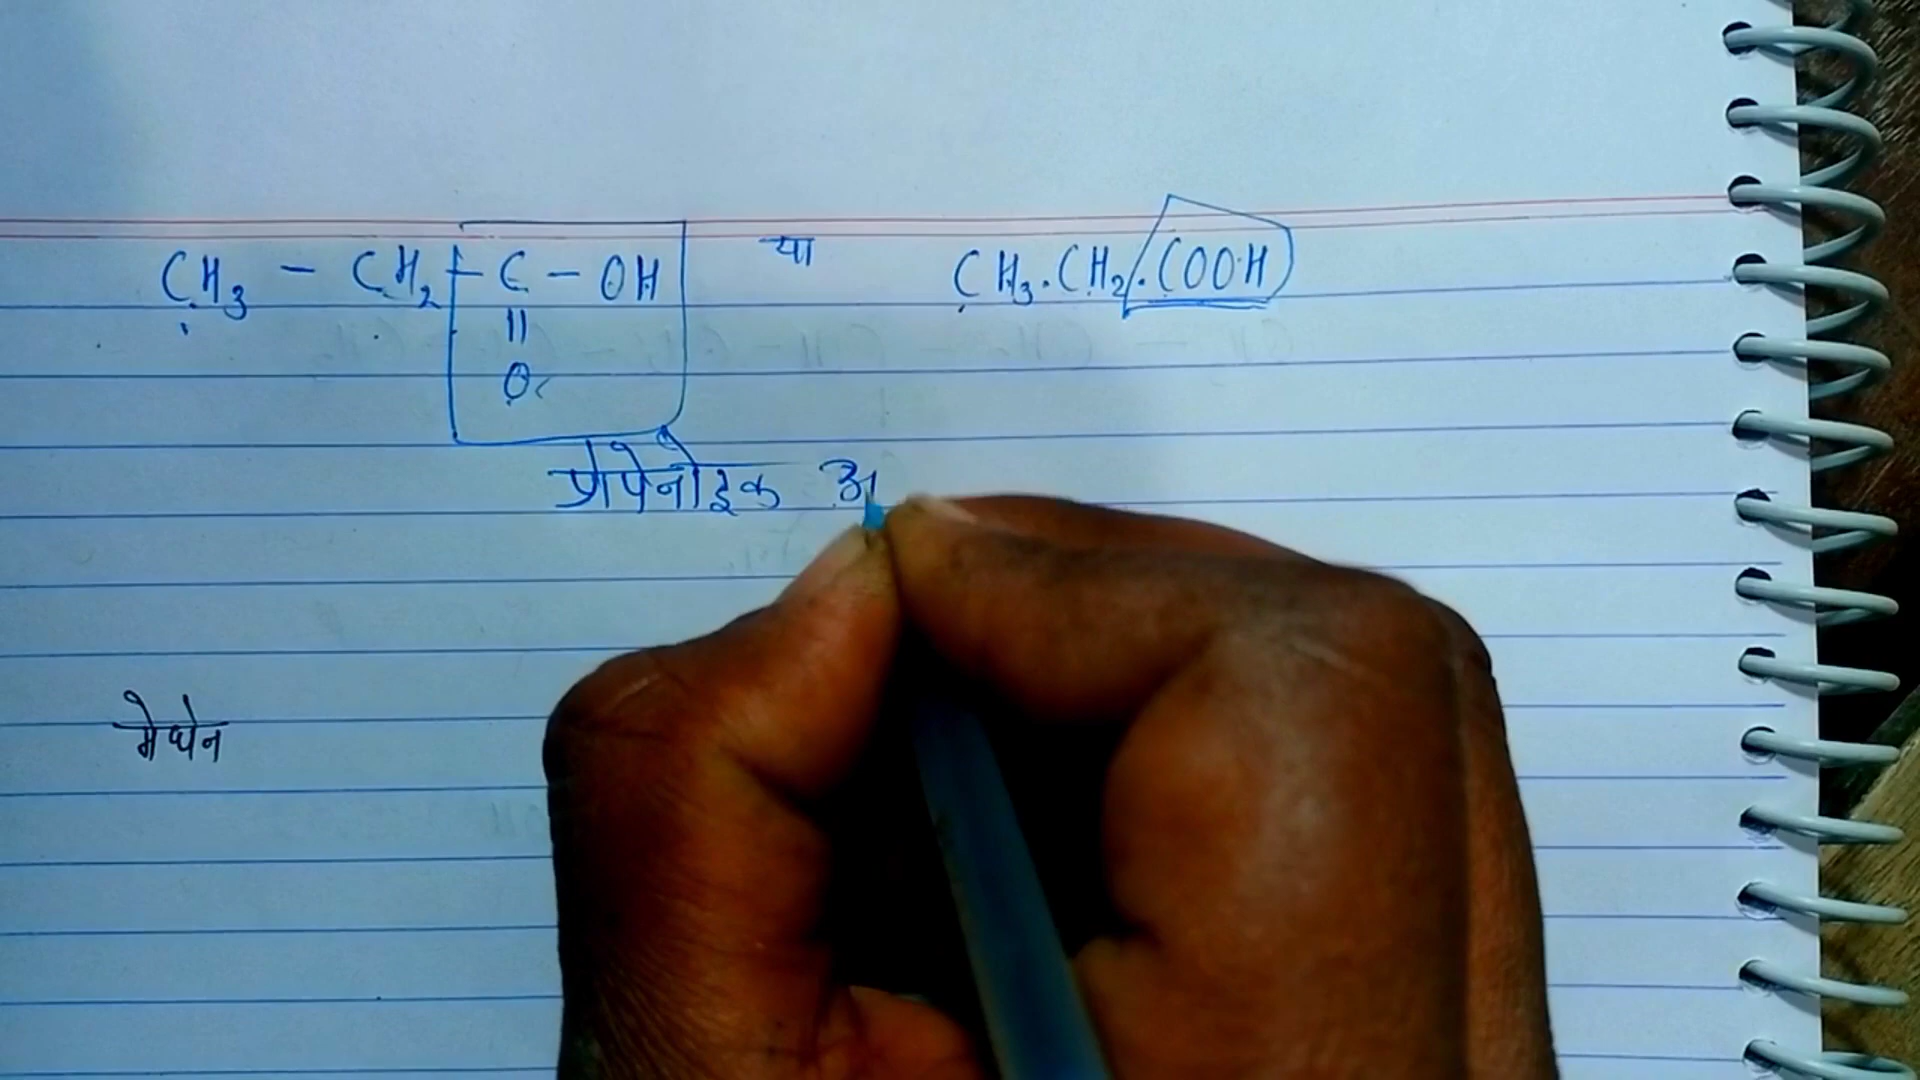 CH₃ - CH₂ - C - OH या CH₃.CH₂.COOH
||
O
प्रोपेनोइक अ
मेथेन